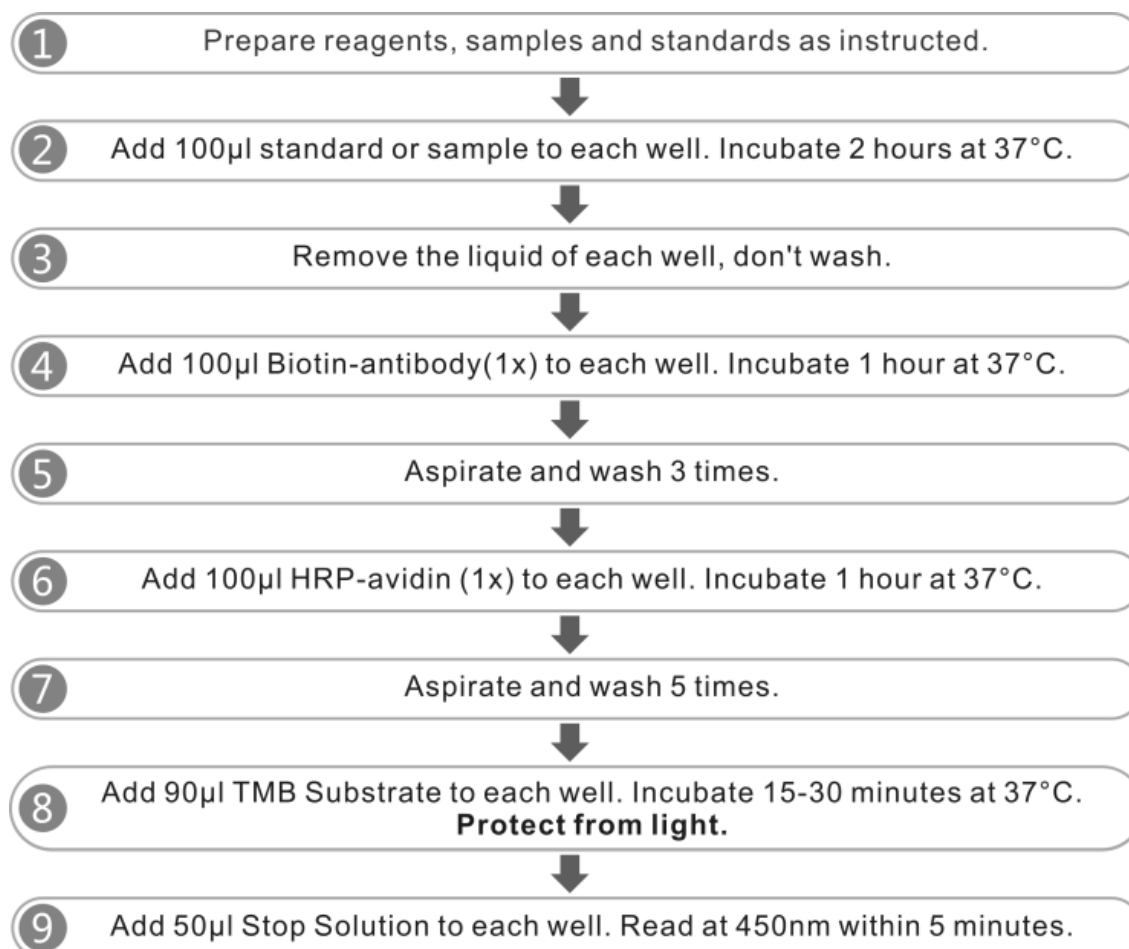 1 Prepare reagents, samples and standards as instructed.
2 Add 100µl standard or sample to each well. Incubate 2 hours at 37°C.
3 Remove the liquid of each well, don't wash.
4 Add 100µl Biotin-antibody(1x) to each well. Incubate 1 hour at 37°C.
5 Aspirate and wash 3 times.
6 Add 100µl HRP-avidin (1x) to each well. Incubate 1 hour at 37°C.
7 Aspirate and wash 5 times.
8 Add 90µl TMB Substrate to each well. Incubate 15-30 minutes at 37°C.
Protect from light.
9 Add 50µl Stop Solution to each well. Read at 450nm within 5 minutes.